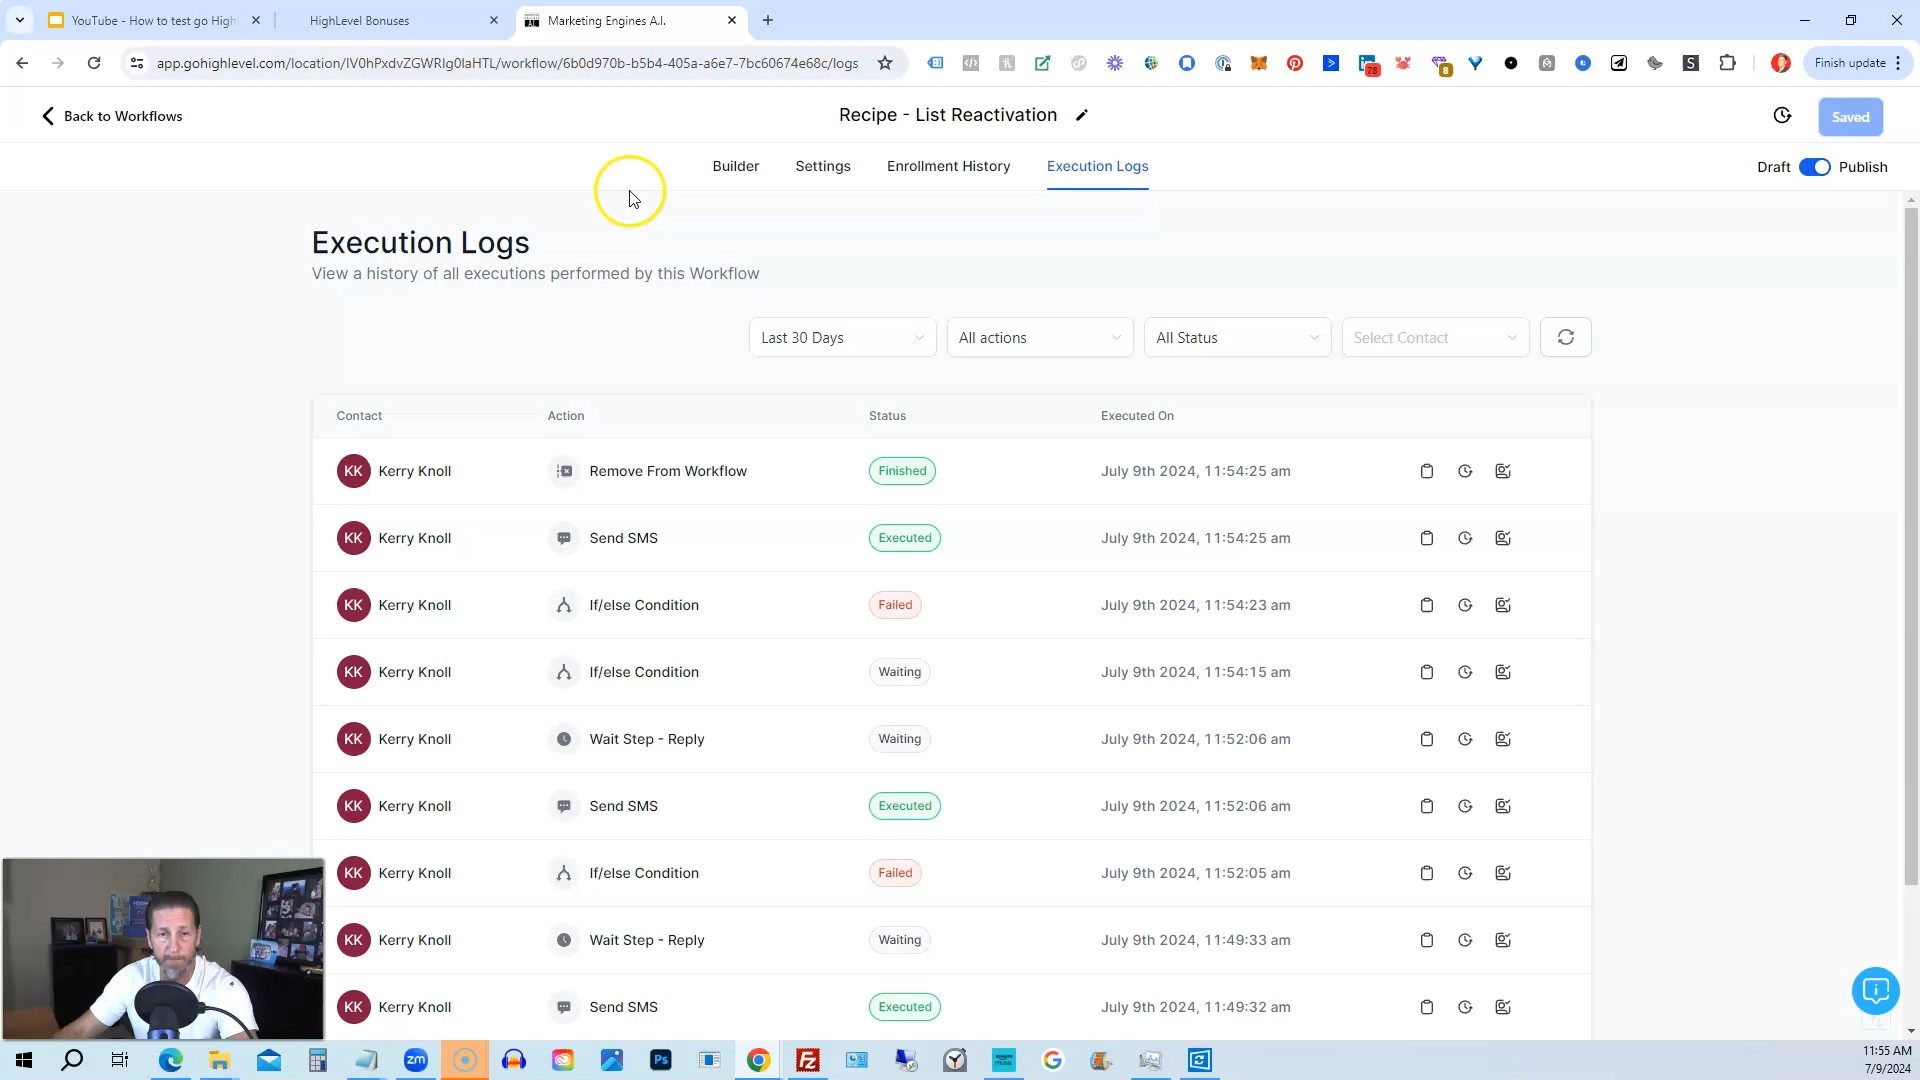 YouTube - How to test go High
HighLevel Bonuses
Marketing Engines A.I.
app.gohighlevel.com/location/lV0hPxdvZGWRlg0laHTL/workflow/6b0d970b-b5b4-405a-a6e7-7bc60674e68c/logs
78
8
S
Finish update
Back to Workflows
Recipe - List Reactivation
Saved
Builder
Settings
Enrollment History
Execution Logs
Draft
Publish
Execution Logs
View a history of all executions performed by this Workflow
Last 30 Days
All actions
All Status
Select Contact
Contact Action Status Executed On
KK Kerry Knoll Remove From Workflow Finished July 9th 2024, 11:54:25 am
KK Kerry Knoll Send SMS Executed July 9th 2024, 11:54:25 am
KK Kerry Knoll If/else Condition Failed July 9th 2024, 11:54:23 am
KK Kerry Knoll If/else Condition Waiting July 9th 2024, 11:54:15 am
KK Kerry Knoll Wait Step - Reply Waiting July 9th 2024, 11:52:06 am
KK Kerry Knoll Send SMS Executed July 9th 2024, 11:52:06 am
KK Kerry Knoll If/else Condition Failed July 9th 2024, 11:52:05 am
KK Kerry Knoll Wait Step - Reply Waiting July 9th 2024, 11:49:33 am
KK Kerry Knoll Send SMS Executed July 9th 2024, 11:49:32 am
zm
Ps
Fz
G
11:55 AM
7/9/2024